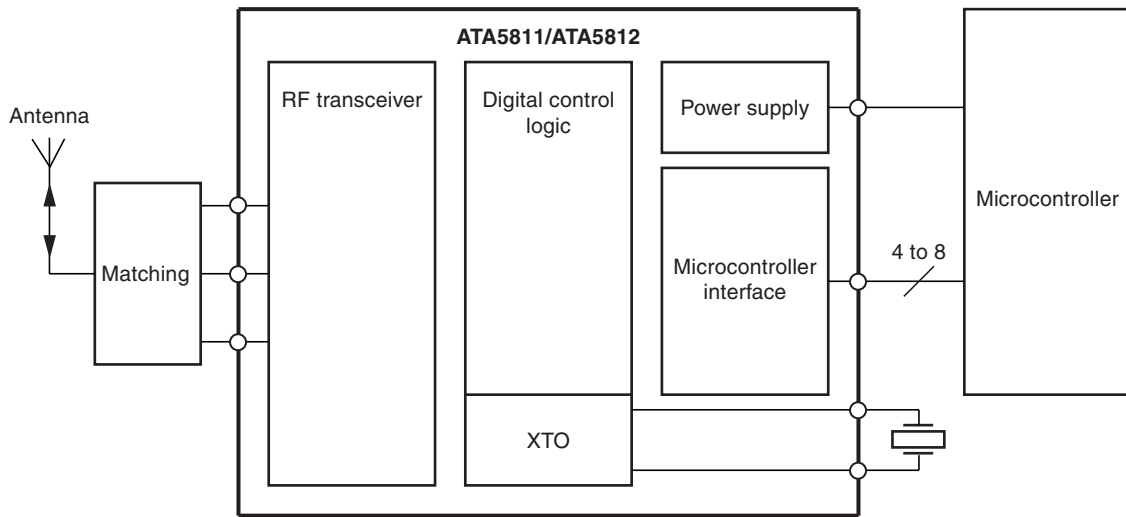 ATA5811/ATA5812
RF transceiver
Digital control
logic
Power supply
Antenna
Matching
Microcontroller
interface
4 to 8
Microcontroller
XTO